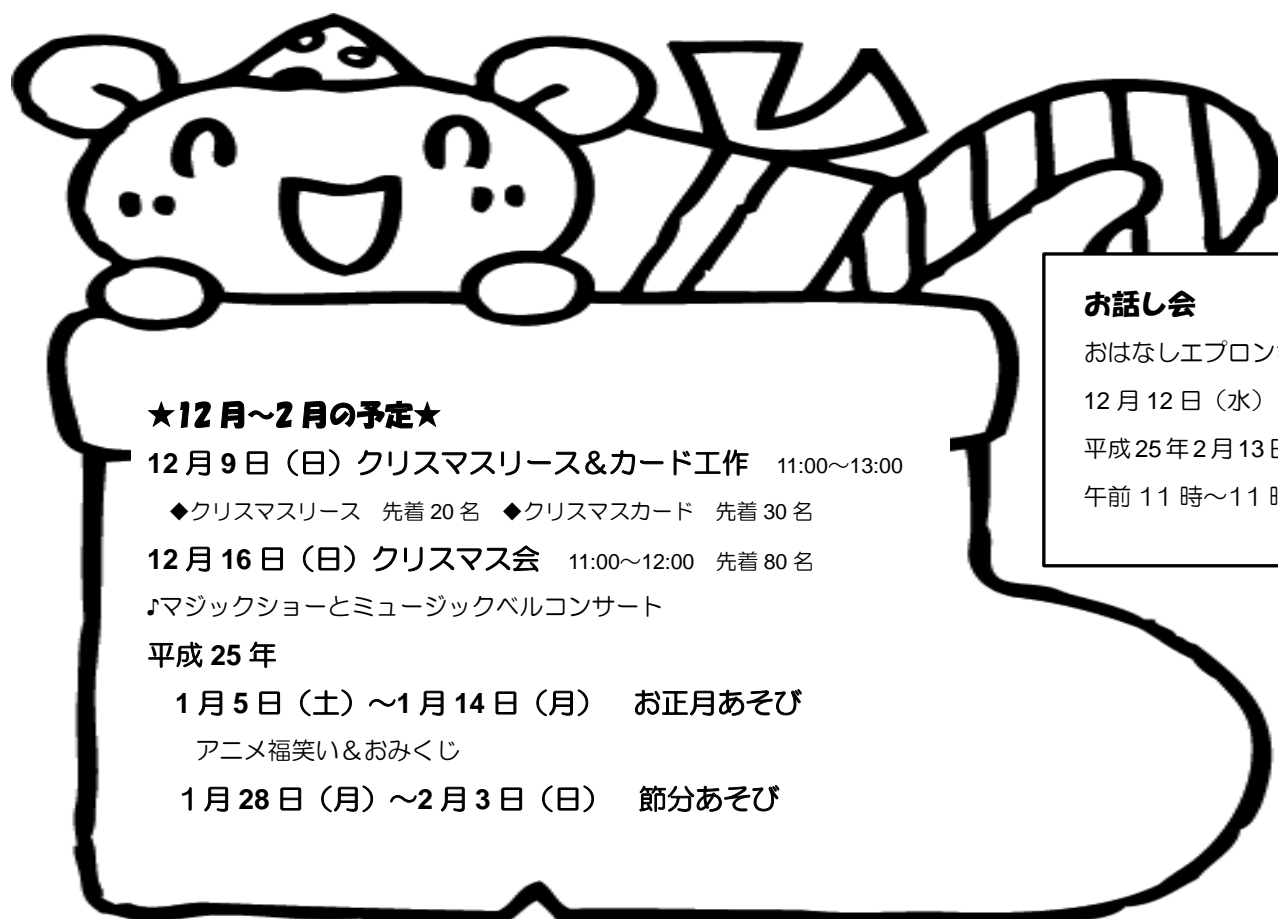 ★12月～2月の予定★
12月9日（日）クリスマスリース＆カード工作　11:00～13:00
◆クリスマスリース　先着20名　◆クリスマスカード　先着30名
12月16日（日）クリスマス会　11:00～12:00　先着80名
♪マジックショーとミュージックベルコンサート
平成25年
1月5日（土）～1月14日（月）　お正月あそび
アニメ福笑い＆おみくじ
1月28日（月）～2月3日（日）　節分あそび
お話し会
おはなしエプロン
12月12日（水）
平成25年2月13日
午前 11 時～11